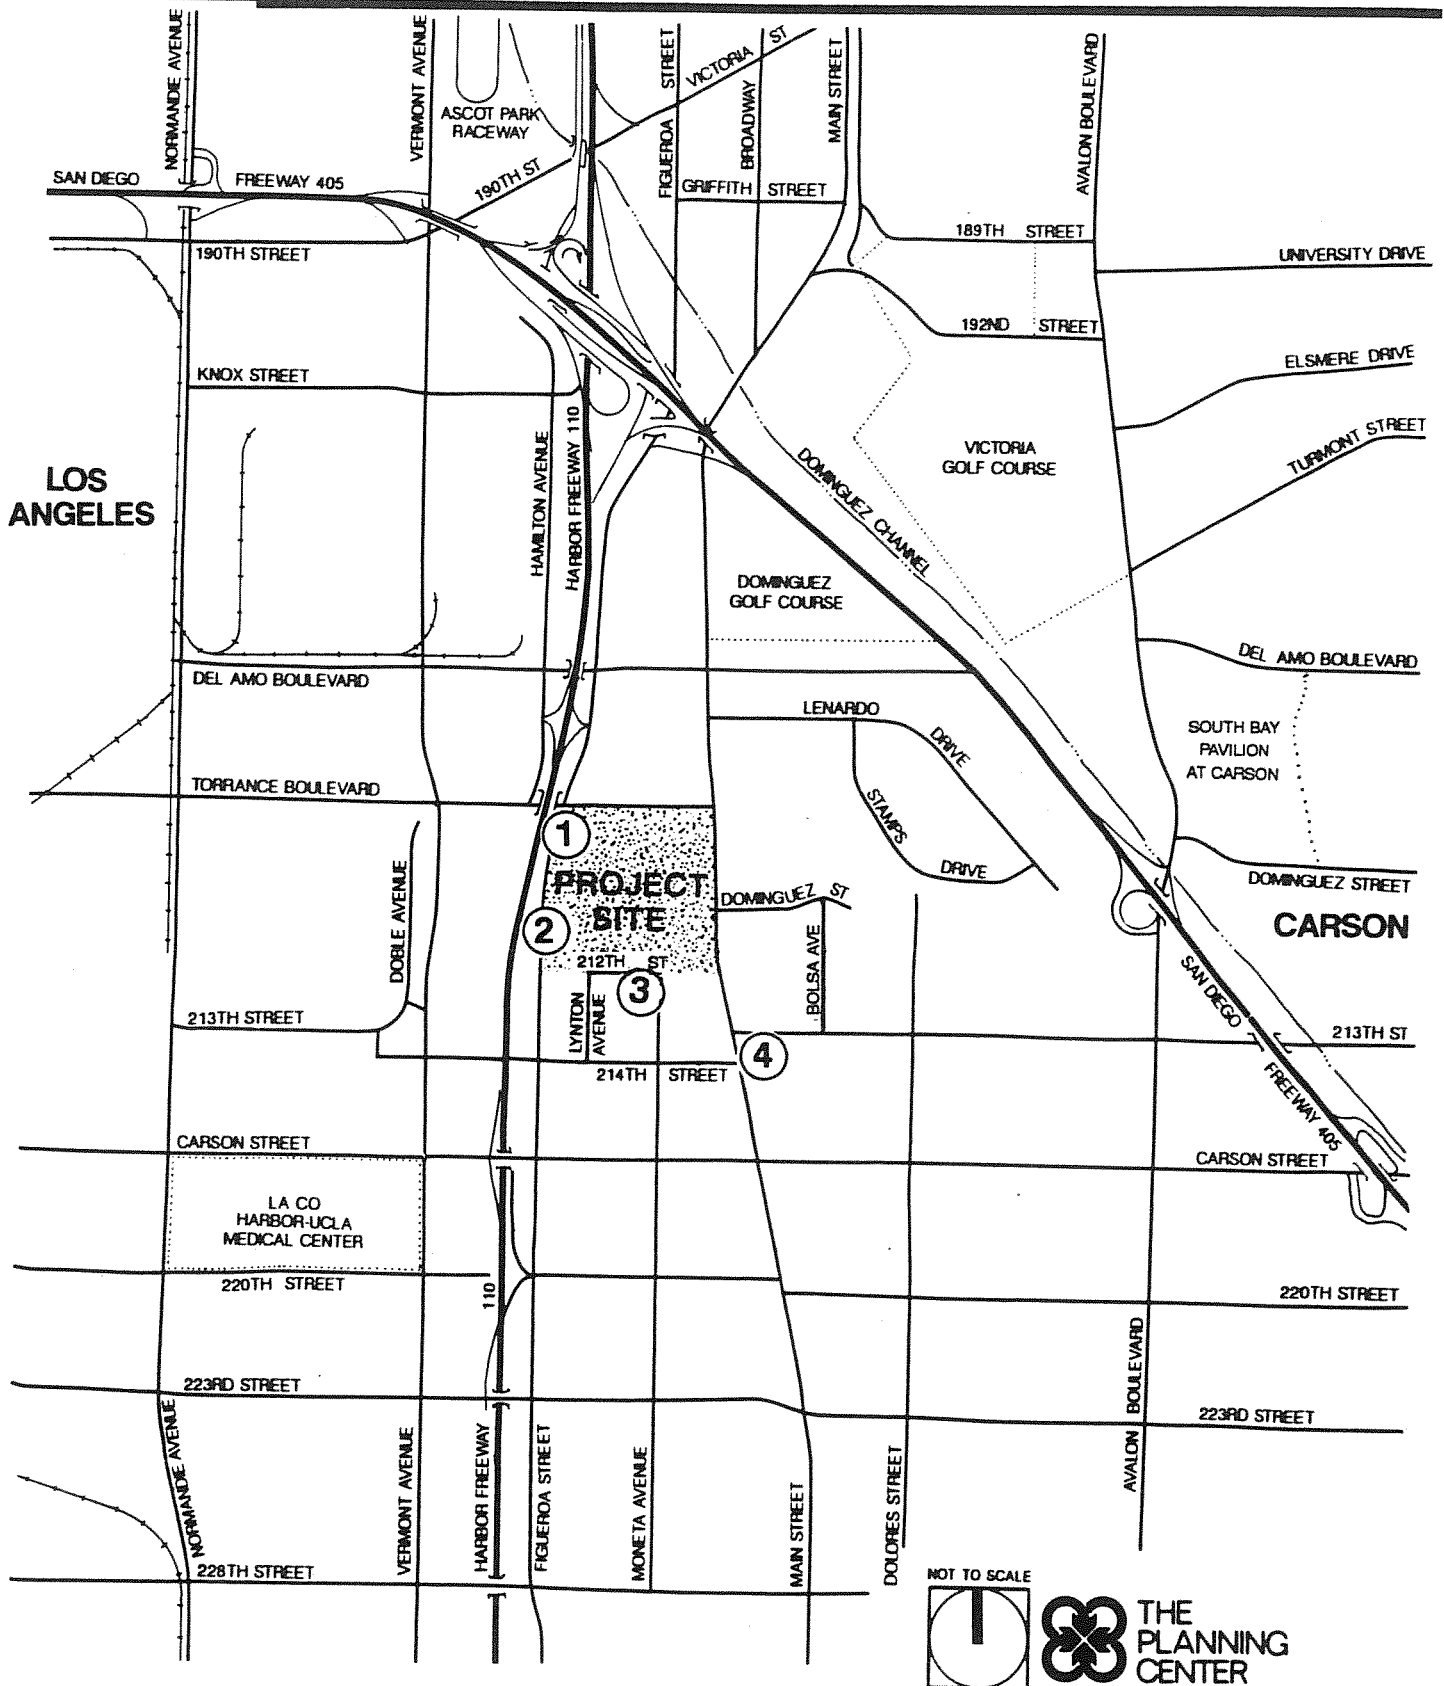 NORMANDIE AVENUE
VERMONT AVENUE
ASCOT PARK
RACEWAY
FIGUEROA STREET
VICTORIA ST
BROADWAY
MAIN STREET
AVALON BOULEVARD
SAN DIEGO FREEWAY 405
190TH ST
GRIFFITH STREET
190TH STREET
189TH STREET
UNIVERSITY DRIVE
192ND STREET
ELSMERE DRIVE
KNOX STREET
HAMILTON AVENUE
HARBOR FREEWAY 110
VICTORIA
GOLF COURSE
TURMONT STREET
LOS
ANGELES
DOMINGUEZ CHANNEL
DOMINGUEZ
GOLF COURSE
DEL AMO BOULEVARD
DEL AMO BOULEVARD
LENARDO DRIVE
SOUTH BAY
PAVILION
AT CARSON
TORRANCE BOULEVARD
STAMPS DRIVE
1
PROJECT
SITE
2
DOMINGUEZ ST
DOMINGUEZ STREET
CARSON
DOBLE AVENUE
BOLSA AVE
212TH ST
3
LYNTON
AVENUE
SAN DIEGO FREEWAY 405
213TH STREET
213TH ST
4
214TH STREET
CARSON STREET
CARSON STREET
LA CO
HARBOR-UCLA
MEDICAL CENTER
220TH STREET
110
220TH STREET
223RD STREET
223RD STREET
NORMANDIE AVENUE
VERMONT AVENUE
HARBOR FREEWAY
FIGUEROA STREET
MONETA AVENUE
MAIN STREET
DOLORES STREET
AVALON BOULEVARD
228TH STREET
NOT TO SCALE
THE
PLANNING
CENTER